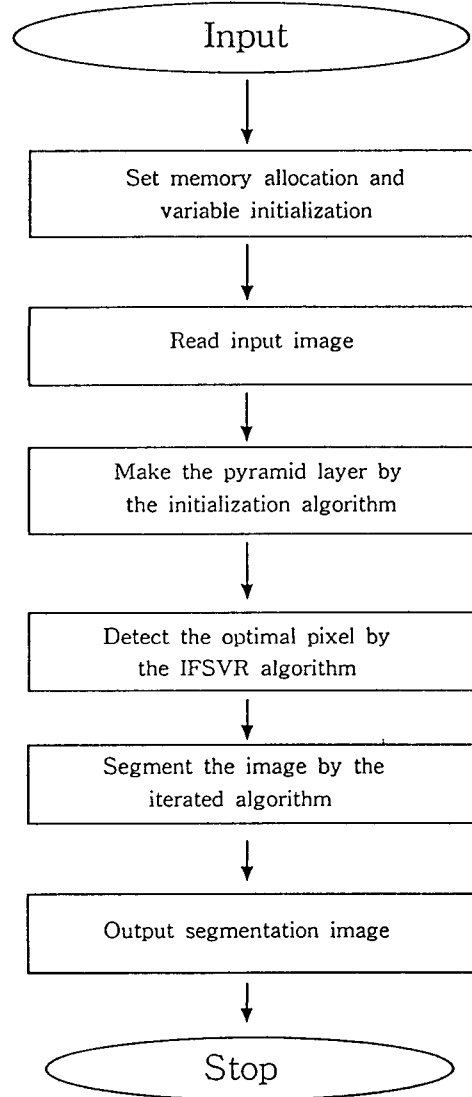 Input
Set memory allocation and
variable initialization
Read input image
Make the pyramid layer by
the initialization algorithm
Detect the optimal pixel by
the IFSVR algorithm
Segment the image by the
iterated algorithm
Output segmentation image
Stop